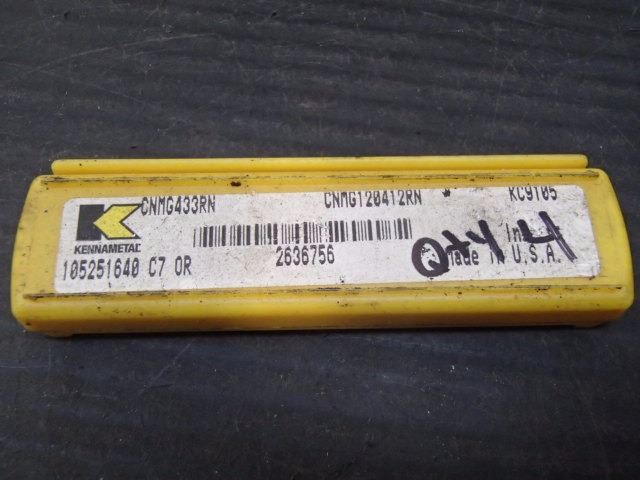 CNMG433RN CNMG120412RN KC9105
KENNAMETAL
105251640 C7 OR 2636756 Made in U.S.A.
Qty 4